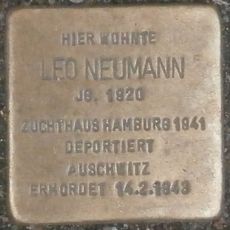 HIER WOHNTE
LEO NEUMANN
JG. 1920
ZUCHTHAUS HAMBURG 1941
DEPORTIERT
AUSCHWITZ
ERMORDET 14.2.1943